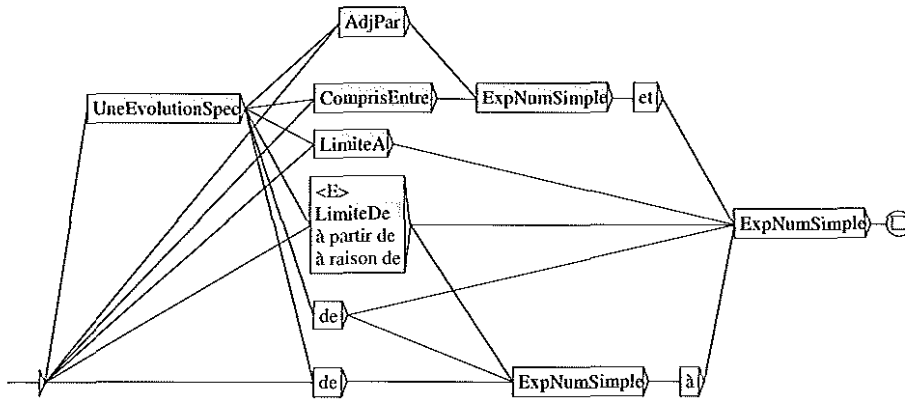 AdjPar
UneEvolutionSpec
ComprisEntre
ExpNumSimple
et
LimiteA
<E>
LimiteDe
à partir de
à raison de
ExpNumSimple
de
de
ExpNumSimple
à